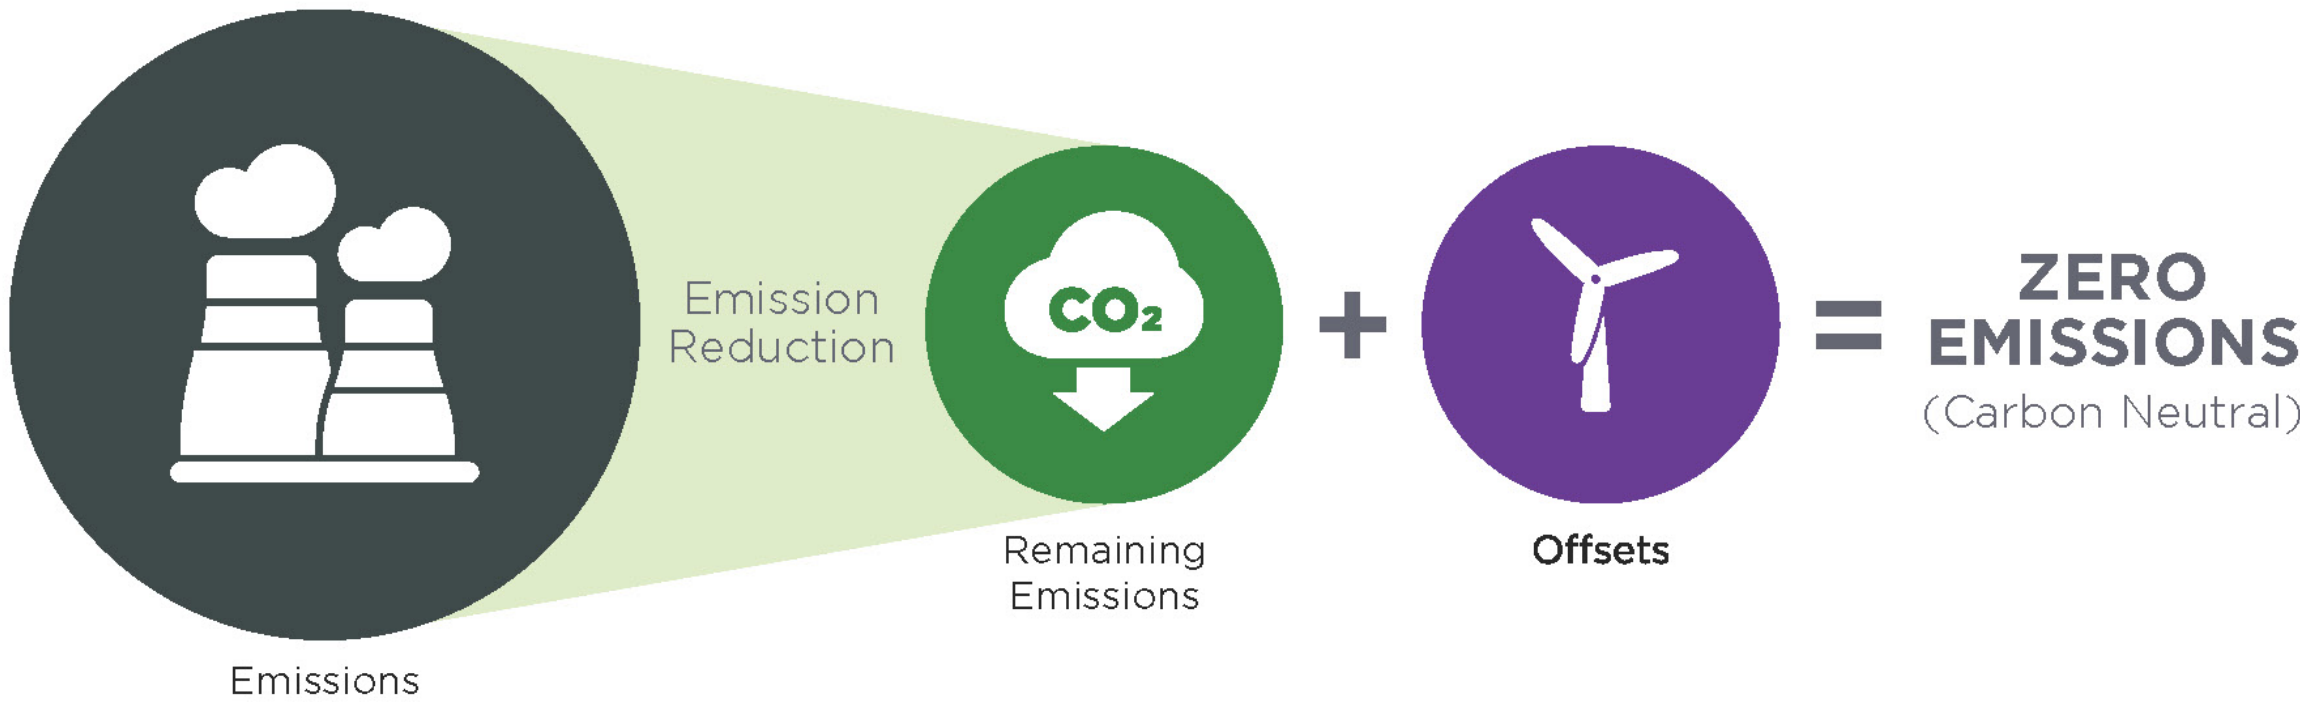 Emissions
Emission
Reduction
CO₂
Remaining
Emissions
+
Offsets
=
ZERO
EMISSIONS
(Carbon Neutral)